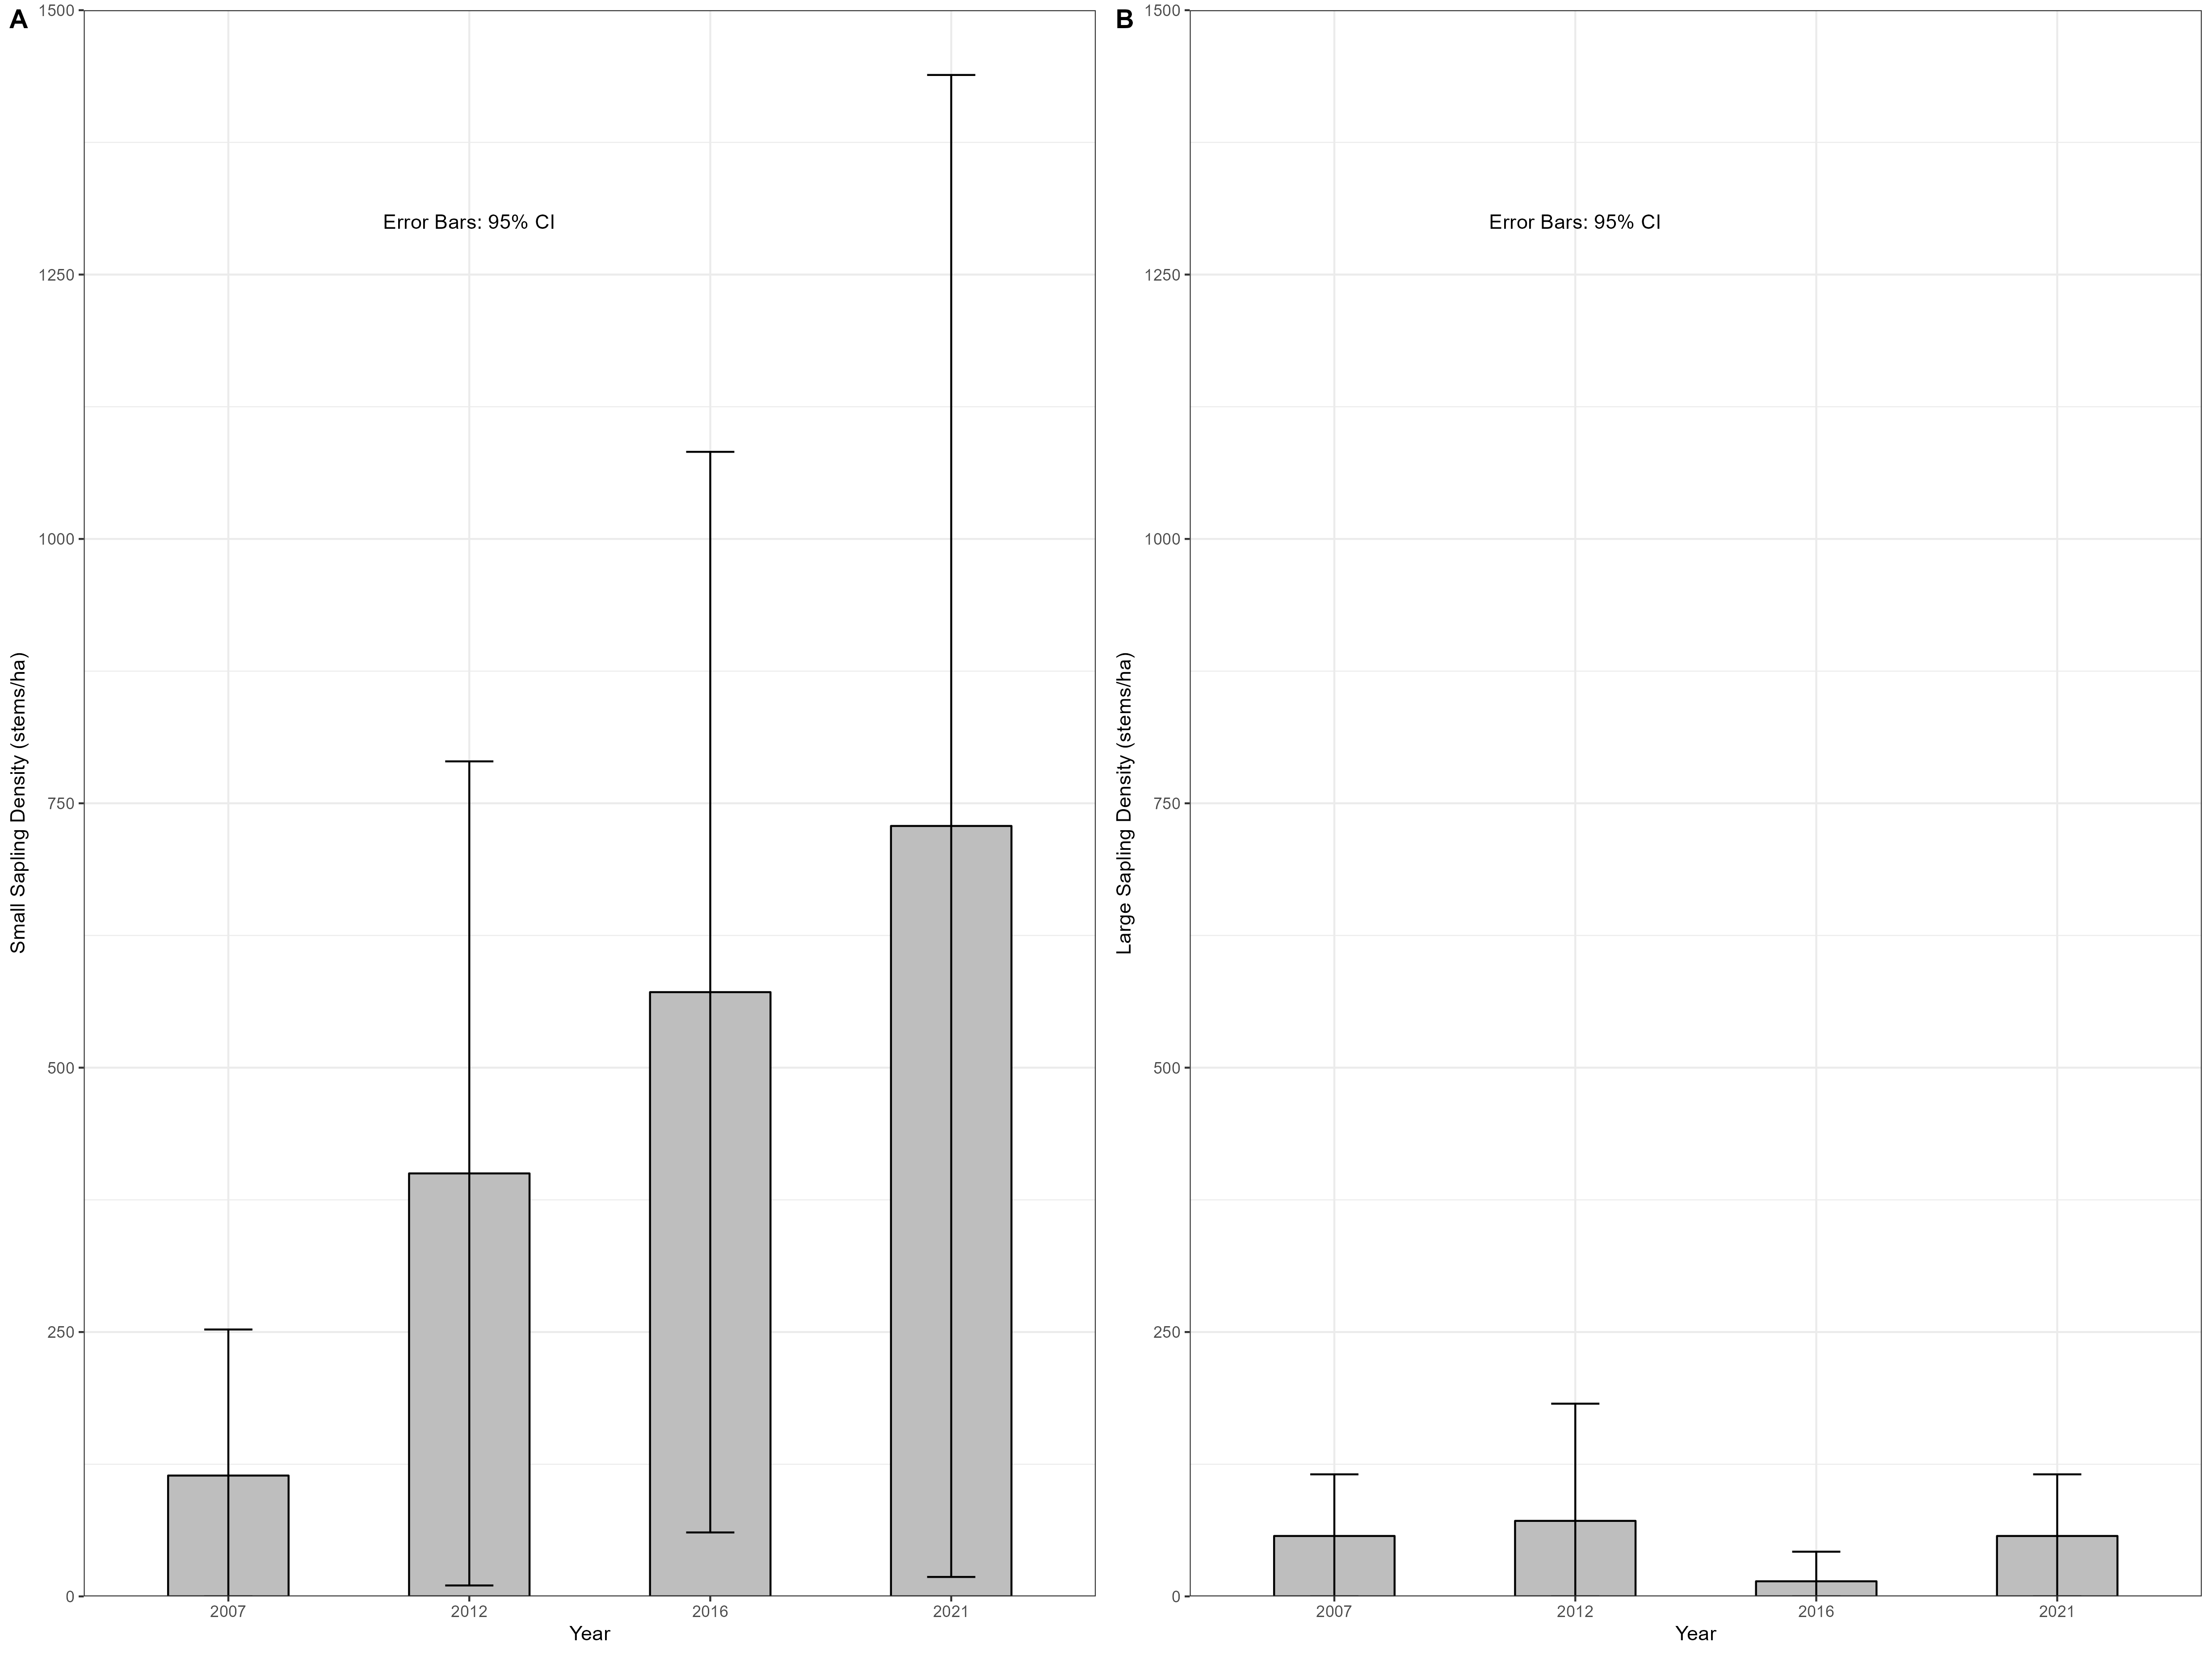 A
1500
Error Bars: 95% CI
1250
1000
Small Sapling Density (stems/ha)
750
500
250
0
2007 2012 2016 2021
Year
B
1500
Error Bars: 95% CI
1250
1000
Large Sapling Density (stems/ha)
750
500
250
0
2007 2012 2016 2021
Year